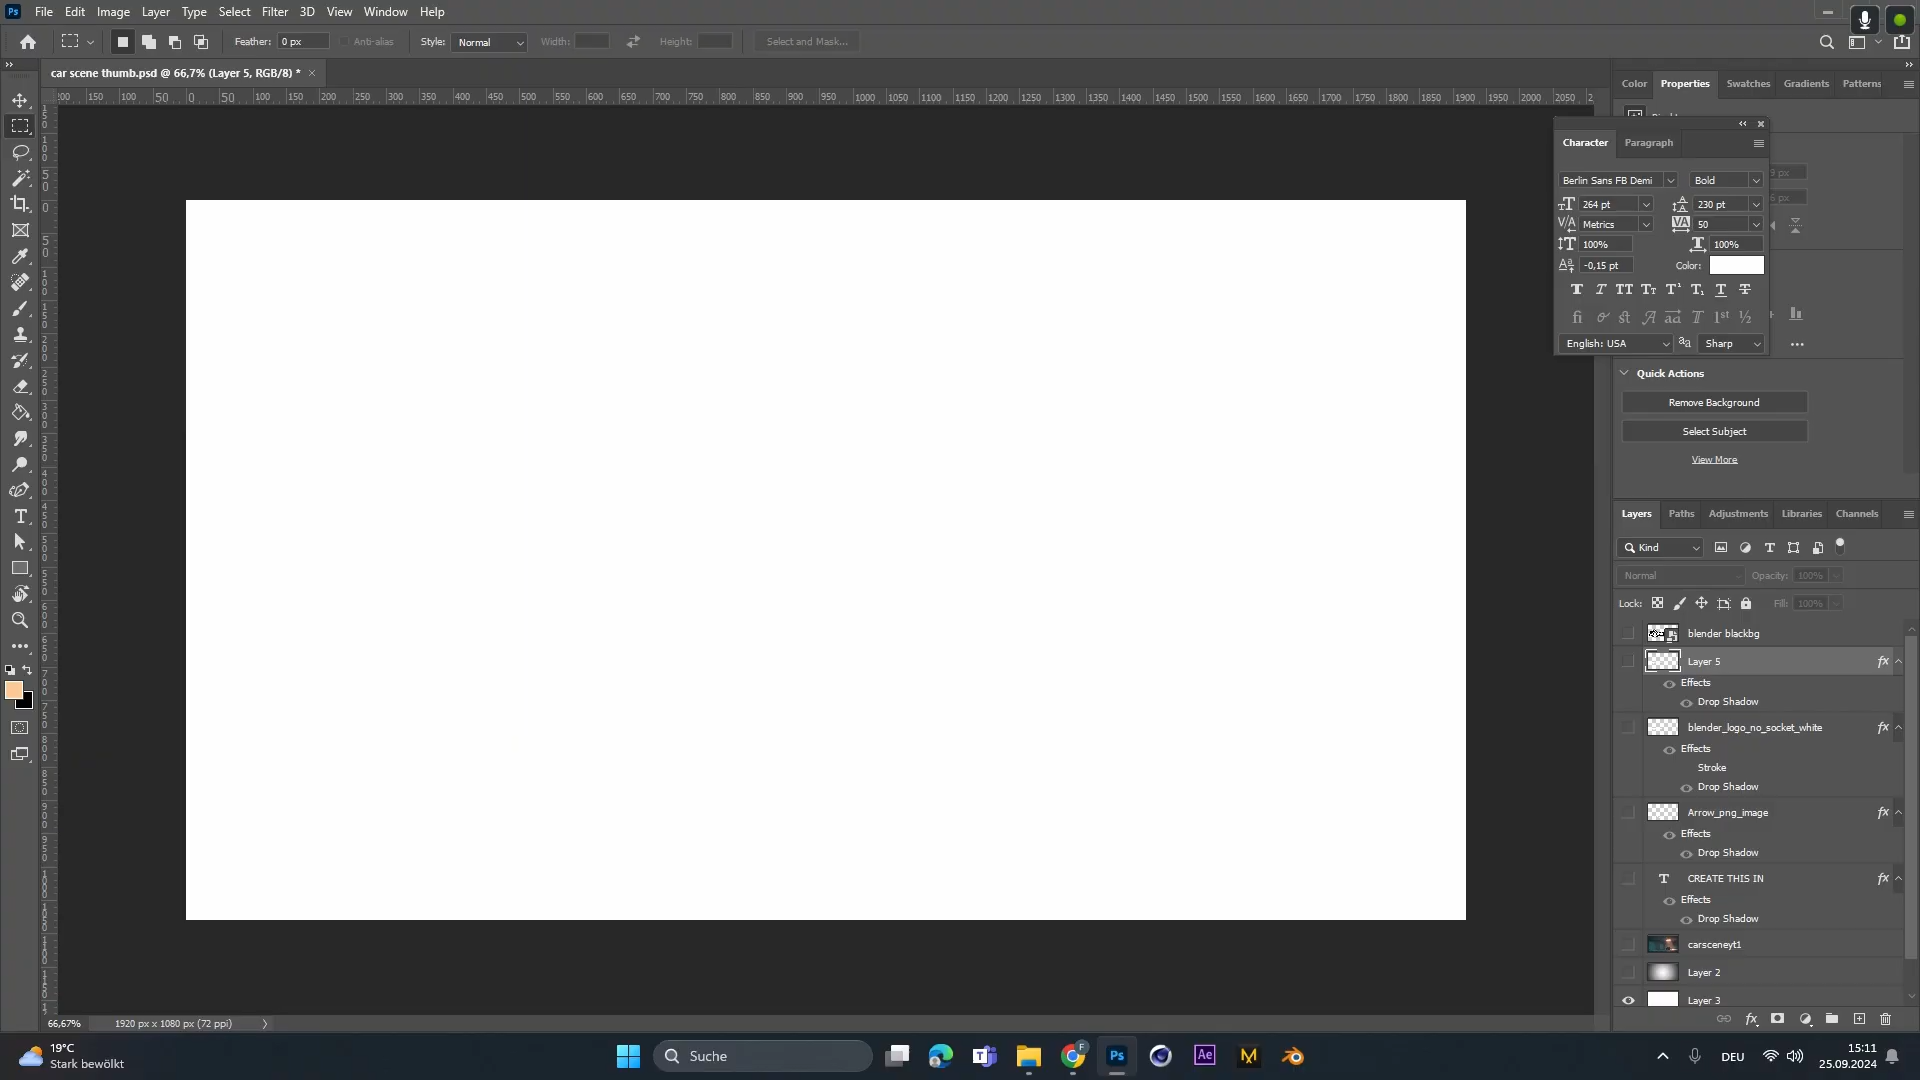 Ps File Edit Image Layer Type Select Filter 3D View Window Help
Feather: 0 px Anti-alias Style: Normal Width: Height: Select and Mask...
car scene thumb.psd @ 66,7% (Layer 5, RGB/8) *
Color Properties Swatches Gradients Patterns
Character Paragraph
Berlin Sans FB Demi Bold
264 pt 230 pt
Metrics 50
100% 100%
-0,15 pt Color:
English: USA Sharp
Quick Actions
Remove Background
Select Subject
View More
Layers Paths Adjustments Libraries Channels
Kind
Normal Opacity: 100%
Lock: Fill: 100%
blender blackbg
Layer 5 fx
Effects
Drop Shadow
blender_logo_no_socket_white fx
Effects
Stroke
Drop Shadow
Arrow_png_image fx
Effects
Drop Shadow
CREATE THIS IN fx
Effects
Drop Shadow
carsceneyt1
Layer 2
Layer 3
66,67% 1920 px x 1080 px (72 ppi)
19°C
Stark bewölkt
Suche
Ps
Ae
DEU
15:11
25.09.2024